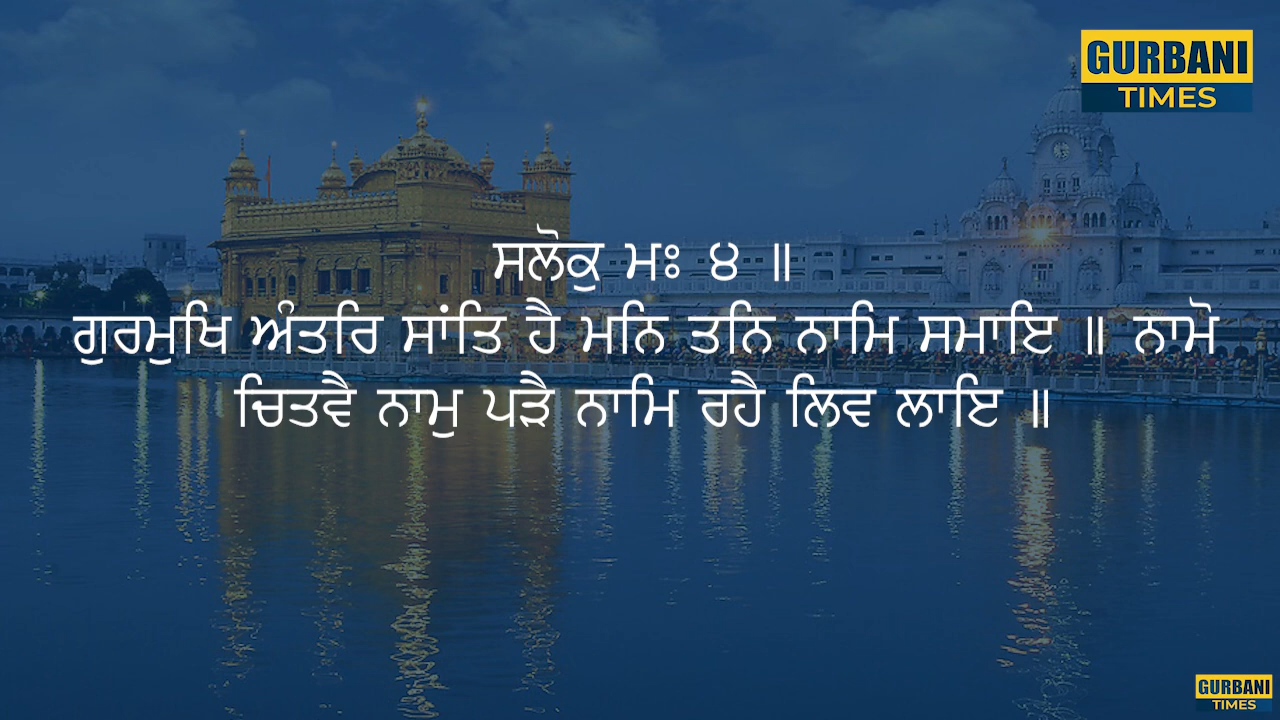 GURBANI
TIMES
ਸਲੋਕੁ ਮਃ ੪ ॥
ਗੁਰਮੁਖਿ ਅੰਤਰਿ ਸਾਂਤਿ ਹੈ ਮਨਿ ਤਨਿ ਨਾਮਿ ਸਮਾਇ ॥ ਨਾਮੋ
ਚਿਤਵੈ ਨਾਮੁ ਪੜੈ ਨਾਮਿ ਰਹੈ ਲਿਵ ਲਾਇ ॥
GURBANI
TIMES